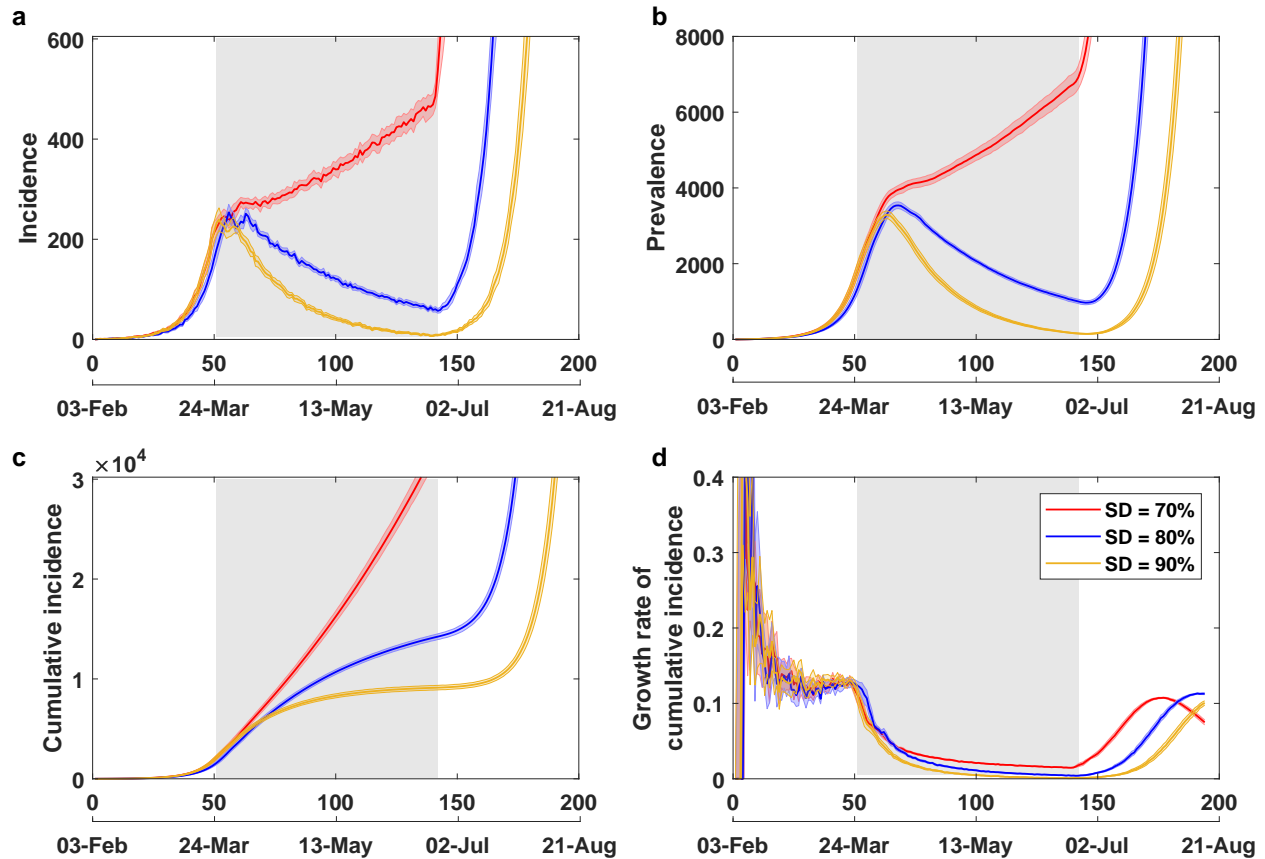 a
600
400
200
0
Incidence
0 50 100 150 200
03-Feb 24-Mar 13-May 02-Jul 21-Aug
b
8000
6000
4000
2000
0
Prevalence
0 50 100 150 200
03-Feb 24-Mar 13-May 02-Jul 21-Aug
c
×10^4
3
2
1
0
Cumulative incidence
0 50 100 150 200
03-Feb 24-Mar 13-May 02-Jul 21-Aug
d
0.4
0.3
0.2
0.1
0
Growth rate of
cumulative incidence
SD = 70%
SD = 80%
SD = 90%
0 50 100 150 200
03-Feb 24-Mar 13-May 02-Jul 21-Aug